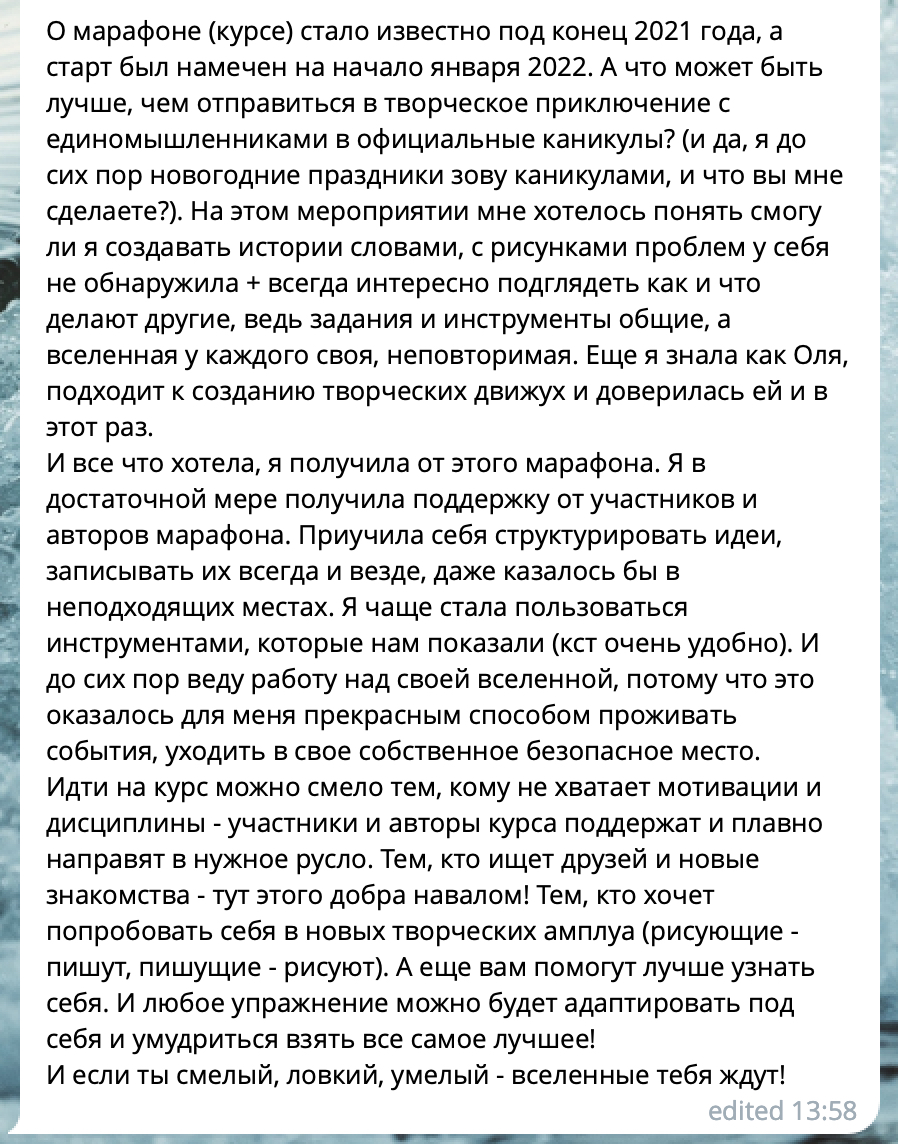 О марафоне (курсе) стало известно под конец 2021 года, а
старт был намечен на начало января 2022. А что может быть
лучше, чем отправиться в творческое приключение с
единомышленниками в официальные каникулы? (и да, я до
сих пор новогодние праздники зову каникулами, и что вы мне
сделаете?). На этом мероприятии мне хотелось понять смогу
ли я создавать истории словами, с рисунками проблем у себя
не обнаружила + всегда интересно подглядеть как и что
делают другие, ведь задания и инструменты общие, а
вселенная у каждого своя, неповторимая. Еще я знала как Оля,
подходит к созданию творческих движух и доверилась ей и в
этот раз.
И все что хотела, я получила от этого марафона. Я в
достаточной мере получила поддержку от участников и
авторов марафона. Приучила себя структурировать идеи,
записывать их всегда и везде, даже казалось бы в
неподходящих местах. Я чаще стала пользоваться
инструментами, которые нам показали (кст очень удобно). И
до сих пор веду работу над своей вселенной, потому что это
оказалось для меня прекрасным способом проживать
события, уходить в свое собственное безопасное место.
Идти на курс можно смело тем, кому не хватает мотивации и
дисциплины - участники и авторы курса поддержат и плавно
направят в нужное русло. Тем, кто ищет друзей и новые
знакомства - тут этого добра навалом! Тем, кто хочет
попробовать себя в новых творческих амплуа (рисующие -
пишут, пишущие - рисуют). А еще вам помогут лучше узнать
себя. И любое упражнение можно будет адаптировать под
себя и умудриться взять все самое лучшее!
И если ты смелый, ловкий, умелый - вселенные тебя ждут!
edited 13:58